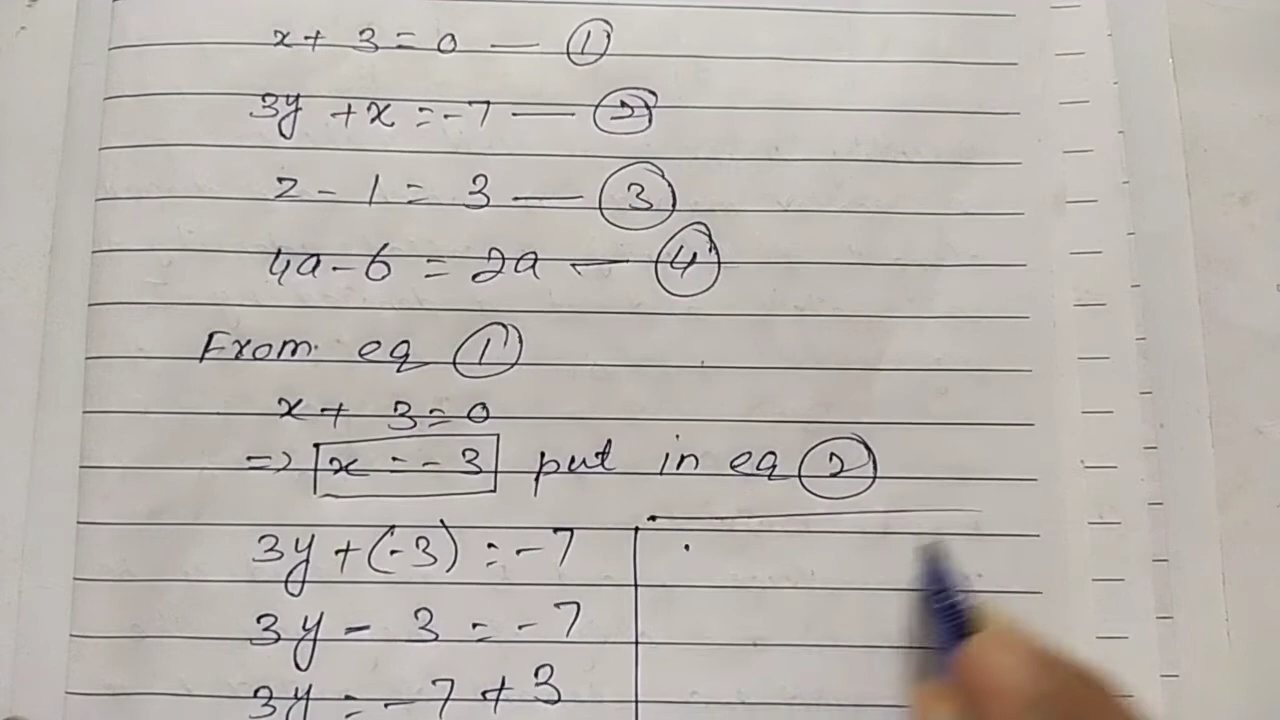 x + 3 = 0 — ①
3y + x = -7 — ②
z - 1 = 3 — ③
4a - 6 = 2a — ④
From eq ①
x + 3 = 0
=> x = -3 put in eq ②
3y + (-3) = -7
3y - 3 = -7
3y = -7 + 3